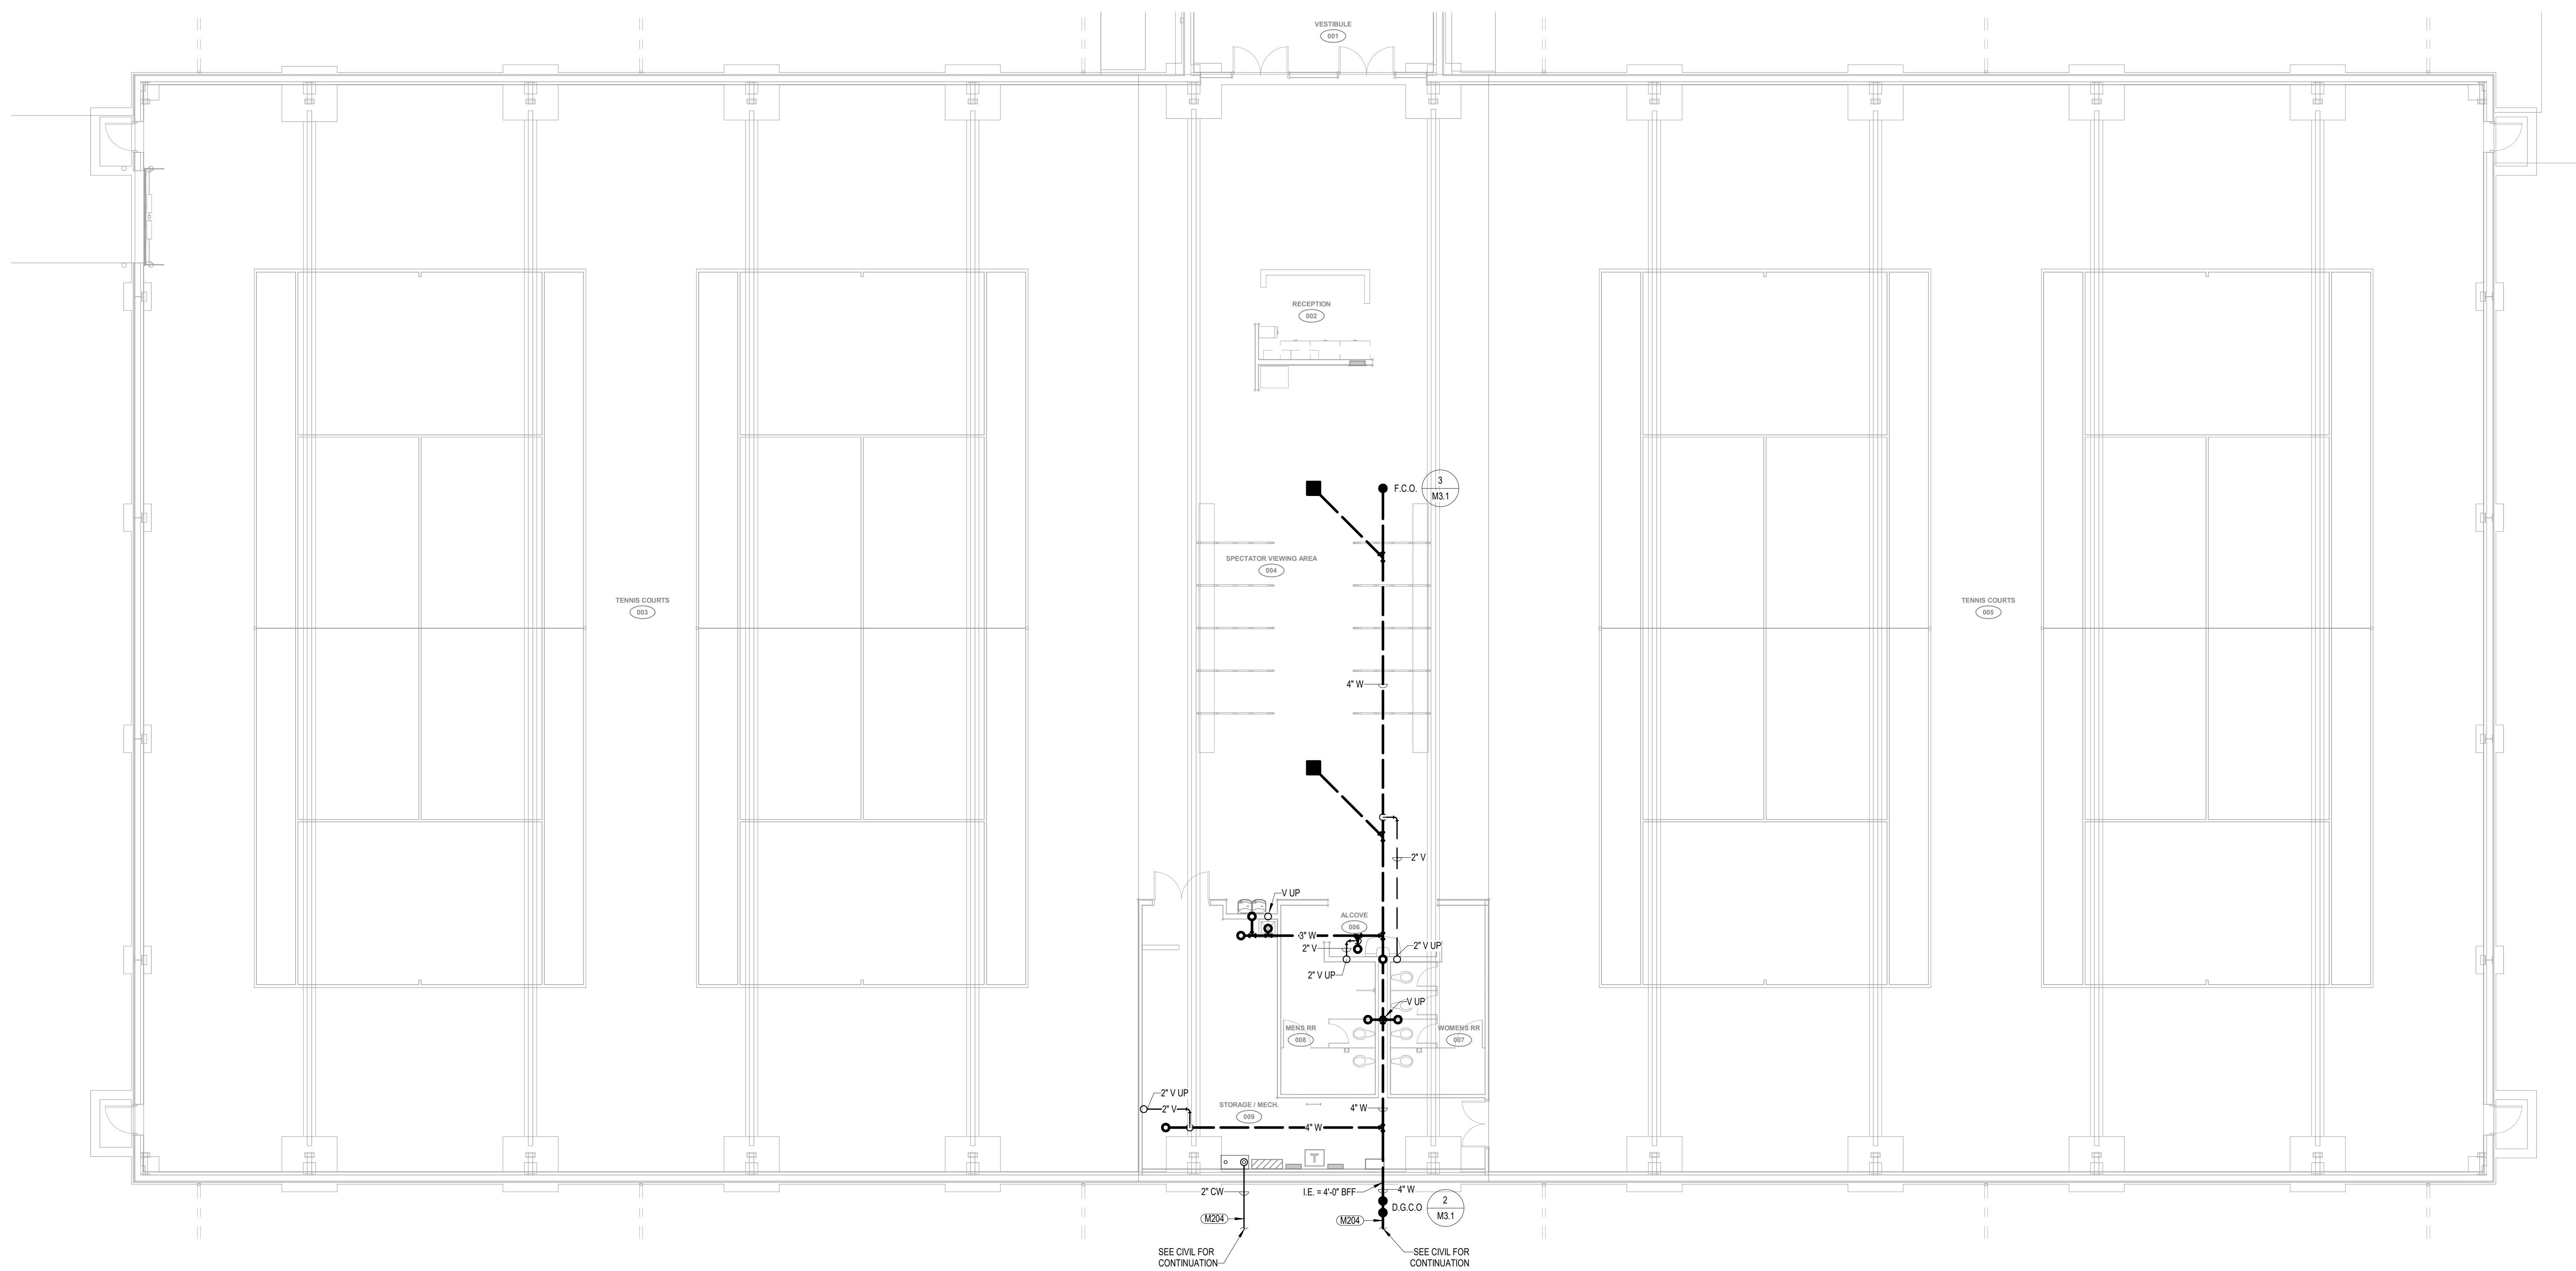 VESTIBULE
001
RECEPTION
002
F.C.O.
3
M3.1
SPECTATOR VIEWING AREA
004
TENNIS COURTS
003
TENNIS COURTS
005
4" W
2" V
V UP
ALCOVE
006
3" W
2" V
2" V UP
2" V UP
V UP
MENS RR
008
WOMENS RR
007
2" V UP
2" V
STORAGE / MECH.
009
4" W
4" W
T
2" CW
I.E. = 4'-0" BFF
4" W
D.G.C.O
2
M3.1
M204
M204
SEE CIVIL FOR
CONTINUATION
SEE CIVIL FOR
CONTINUATION